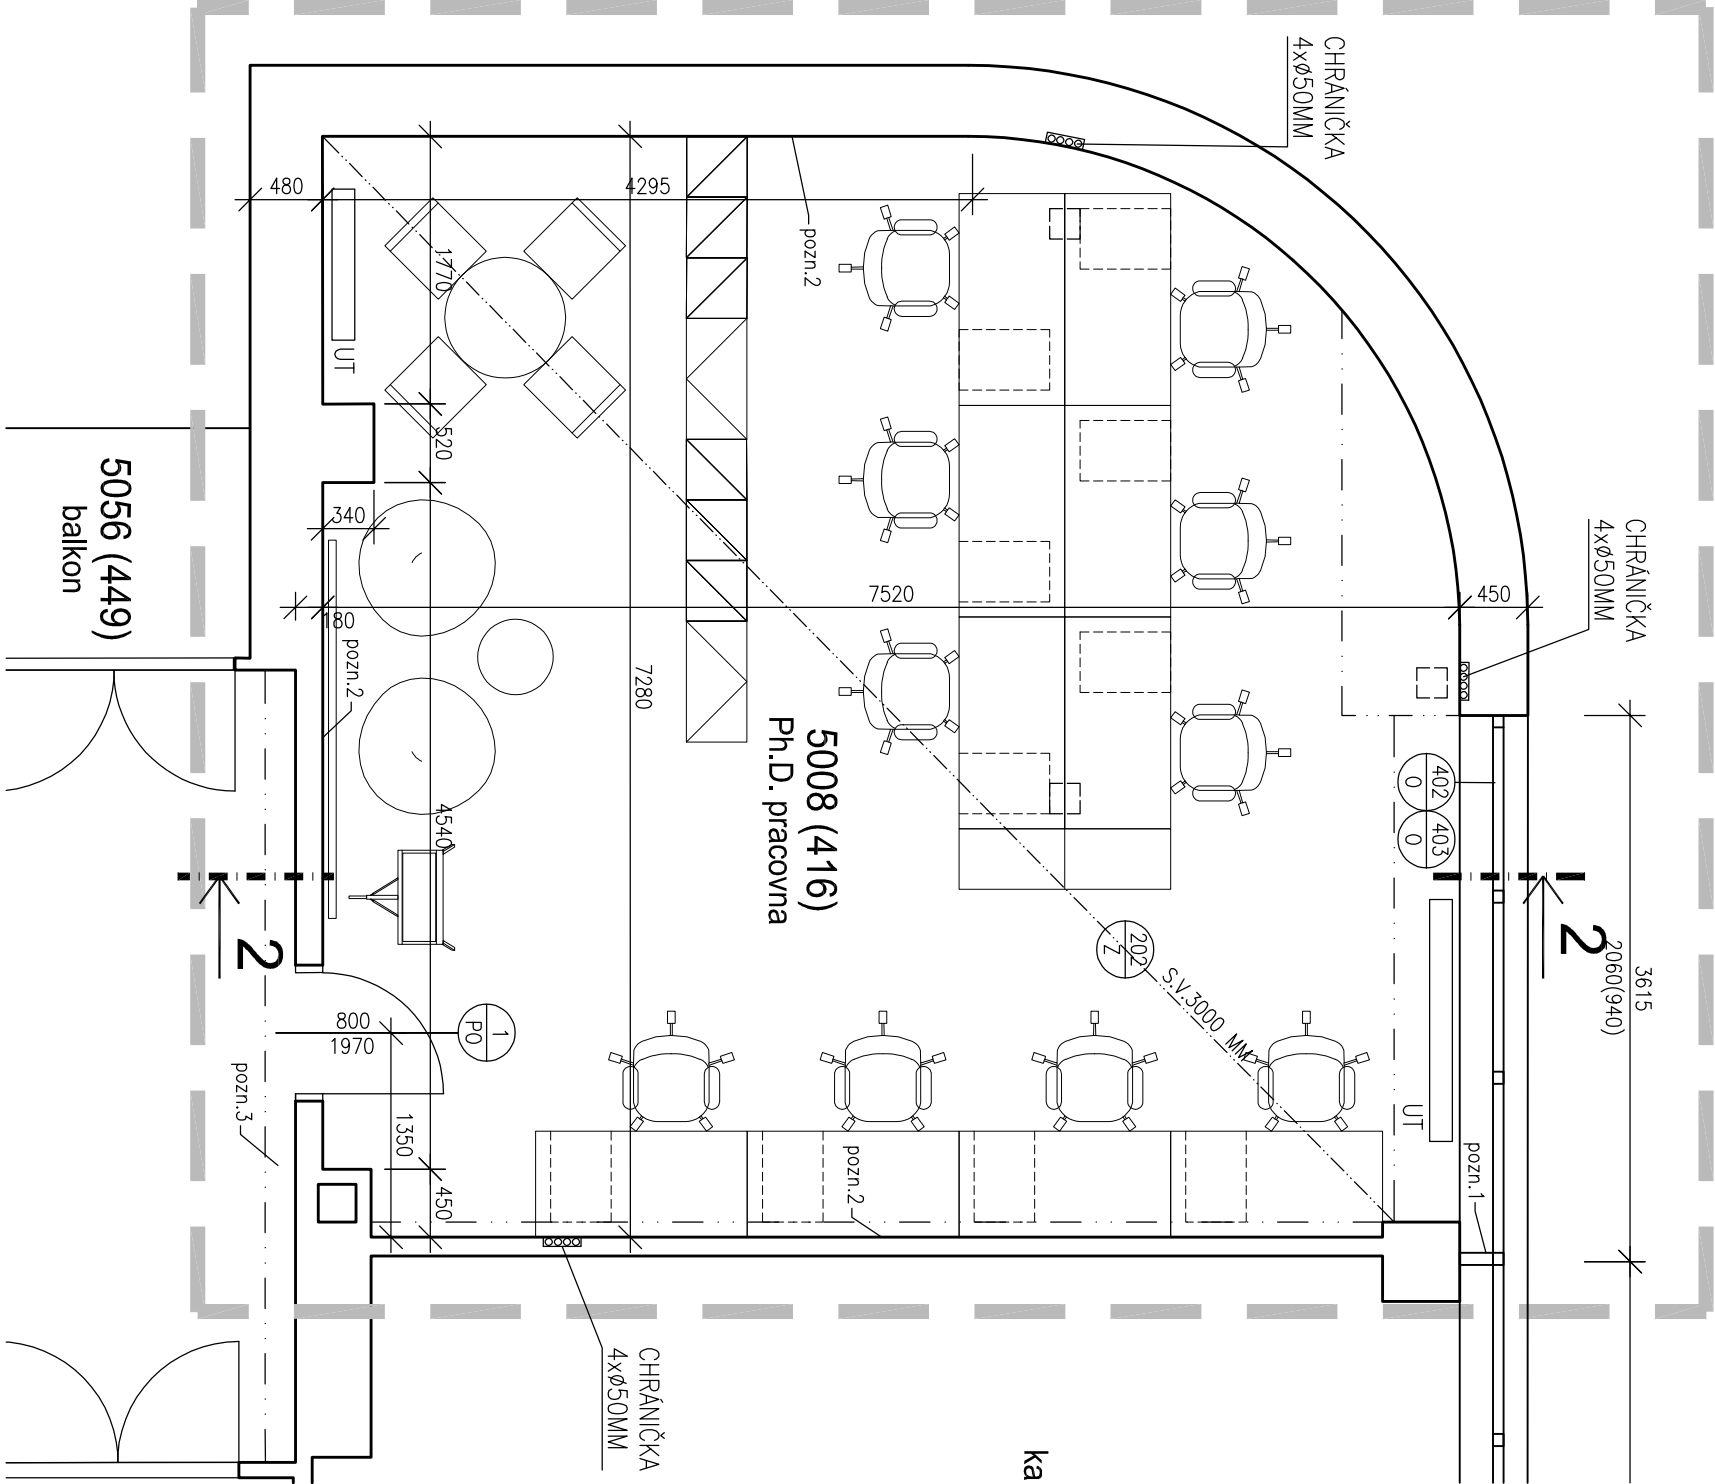 CHRÁNIČKA
4xø50MM
480
4295
pozn.2
1770
UT
520
340
7520
450
CHRÁNIČKA
4xø50MM
5056 (449)
balkon
180
pozn.2
7280
5008 (416)
Ph.D. pracovna
402
0
403
0
4540
2
2
3615
2060(940)
202
Z
S.V.3000 MM
800
1970
1
PO
pozn.3
1350
450
pozn.2
UT
pozn.1
CHRÁNIČKA
4xø50MM
ka